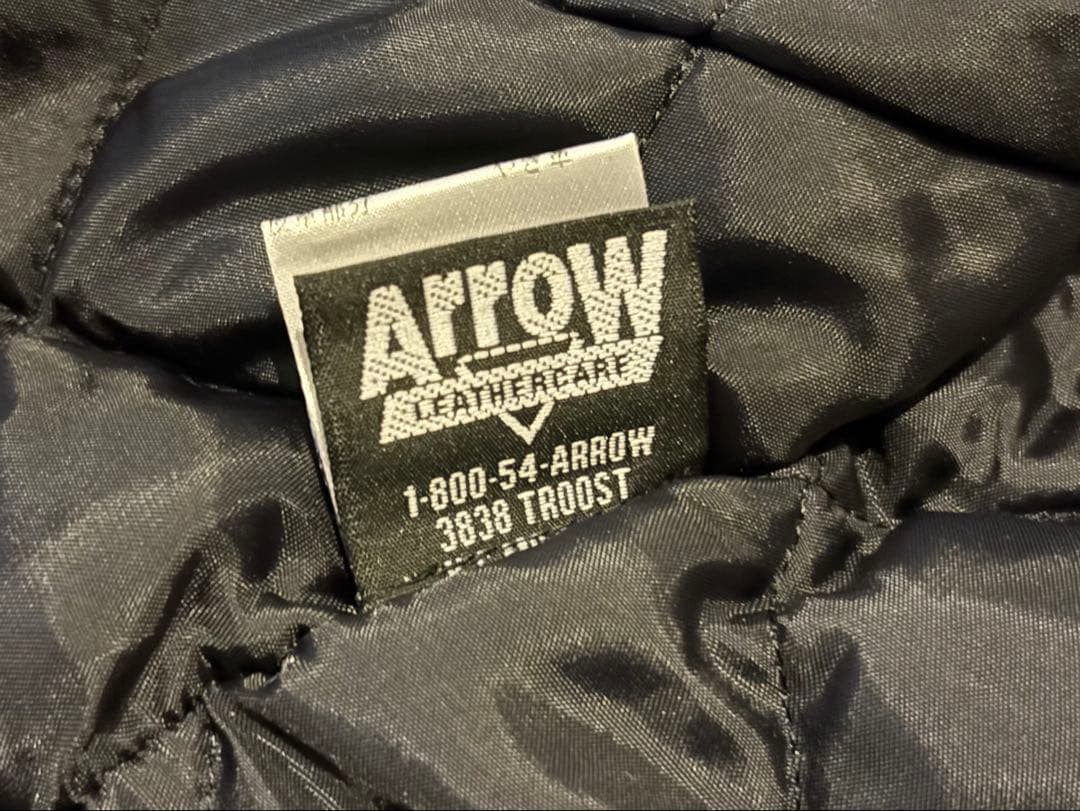 Arrow
LEATHERCARE
1-800-54-ARROW
3838 TROOST